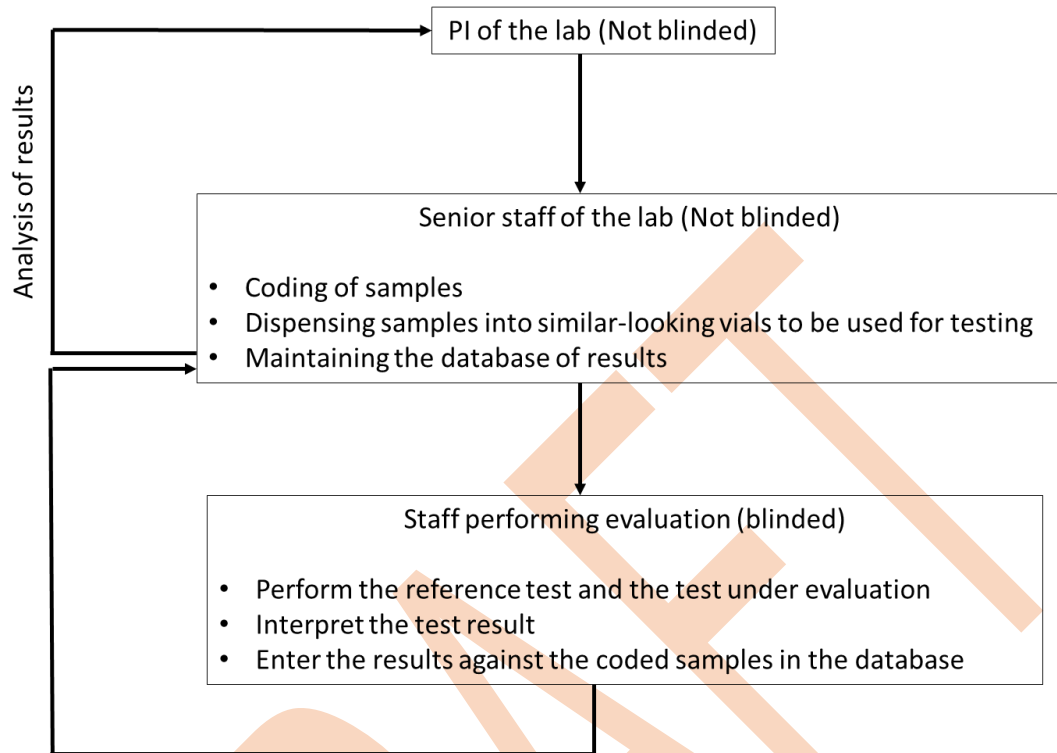 PI of the lab (Not blinded)
Analysis of results
Senior staff of the lab (Not blinded)
• Coding of samples
• Dispensing samples into similar-looking vials to be used for testing
• Maintaining the database of results
Staff performing evaluation (blinded)
• Perform the reference test and the test under evaluation
• Interpret the test result
• Enter the results against the coded samples in the database